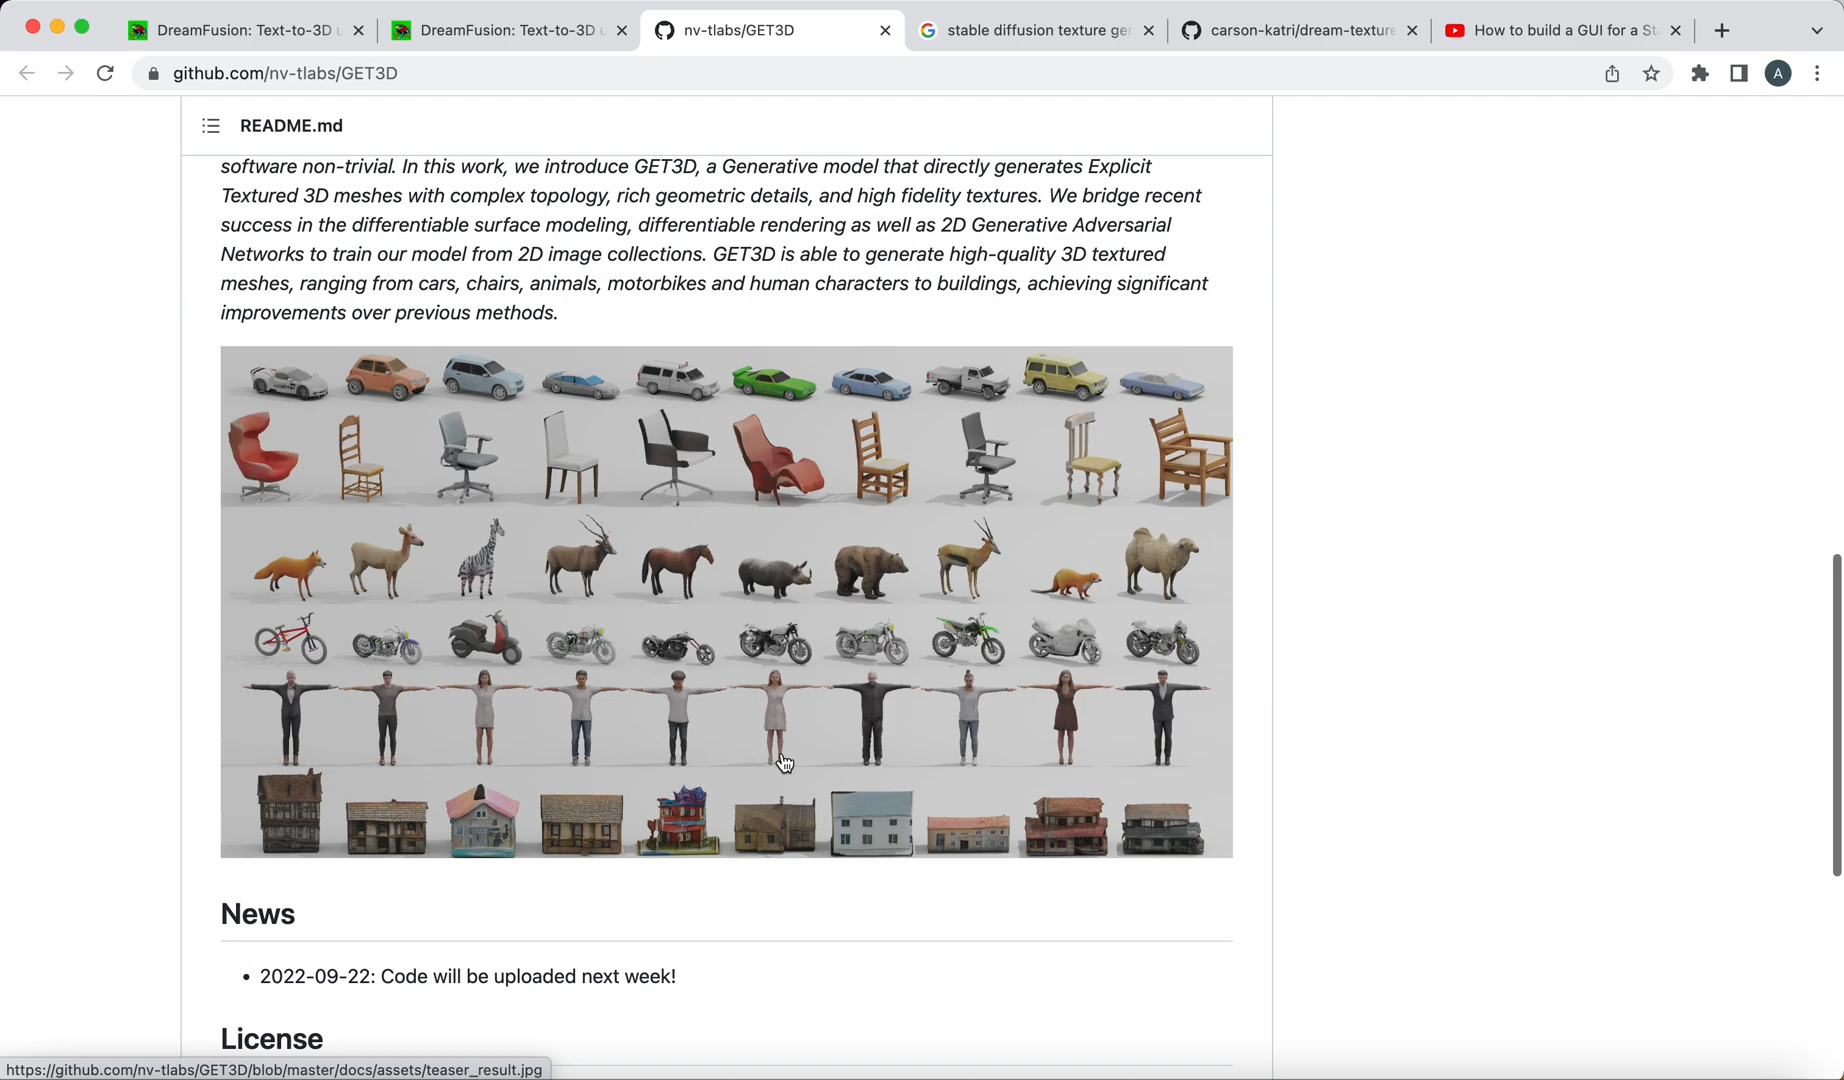 DreamFusion: Text-to-3D u
DreamFusion: Text-to-3D u
nv-tlabs/GET3D
stable diffusion texture ger
carson-katri/dream-texture
How to build a GUI for a Sta
github.com/nv-tlabs/GET3D
A
README.md
software non-trivial. In this work, we introduce GET3D, a Generative model that directly generates Explicit
Textured 3D meshes with complex topology, rich geometric details, and high fidelity textures. We bridge recent
success in the differentiable surface modeling, differentiable rendering as well as 2D Generative Adversarial
Networks to train our model from 2D image collections. GET3D is able to generate high-quality 3D textured
meshes, ranging from cars, chairs, animals, motorbikes and human characters to buildings, achieving significant
improvements over previous methods.
News
• 2022-09-22: Code will be uploaded next week!
License
https://github.com/nv-tlabs/GET3D/blob/master/docs/assets/teaser_result.jpg